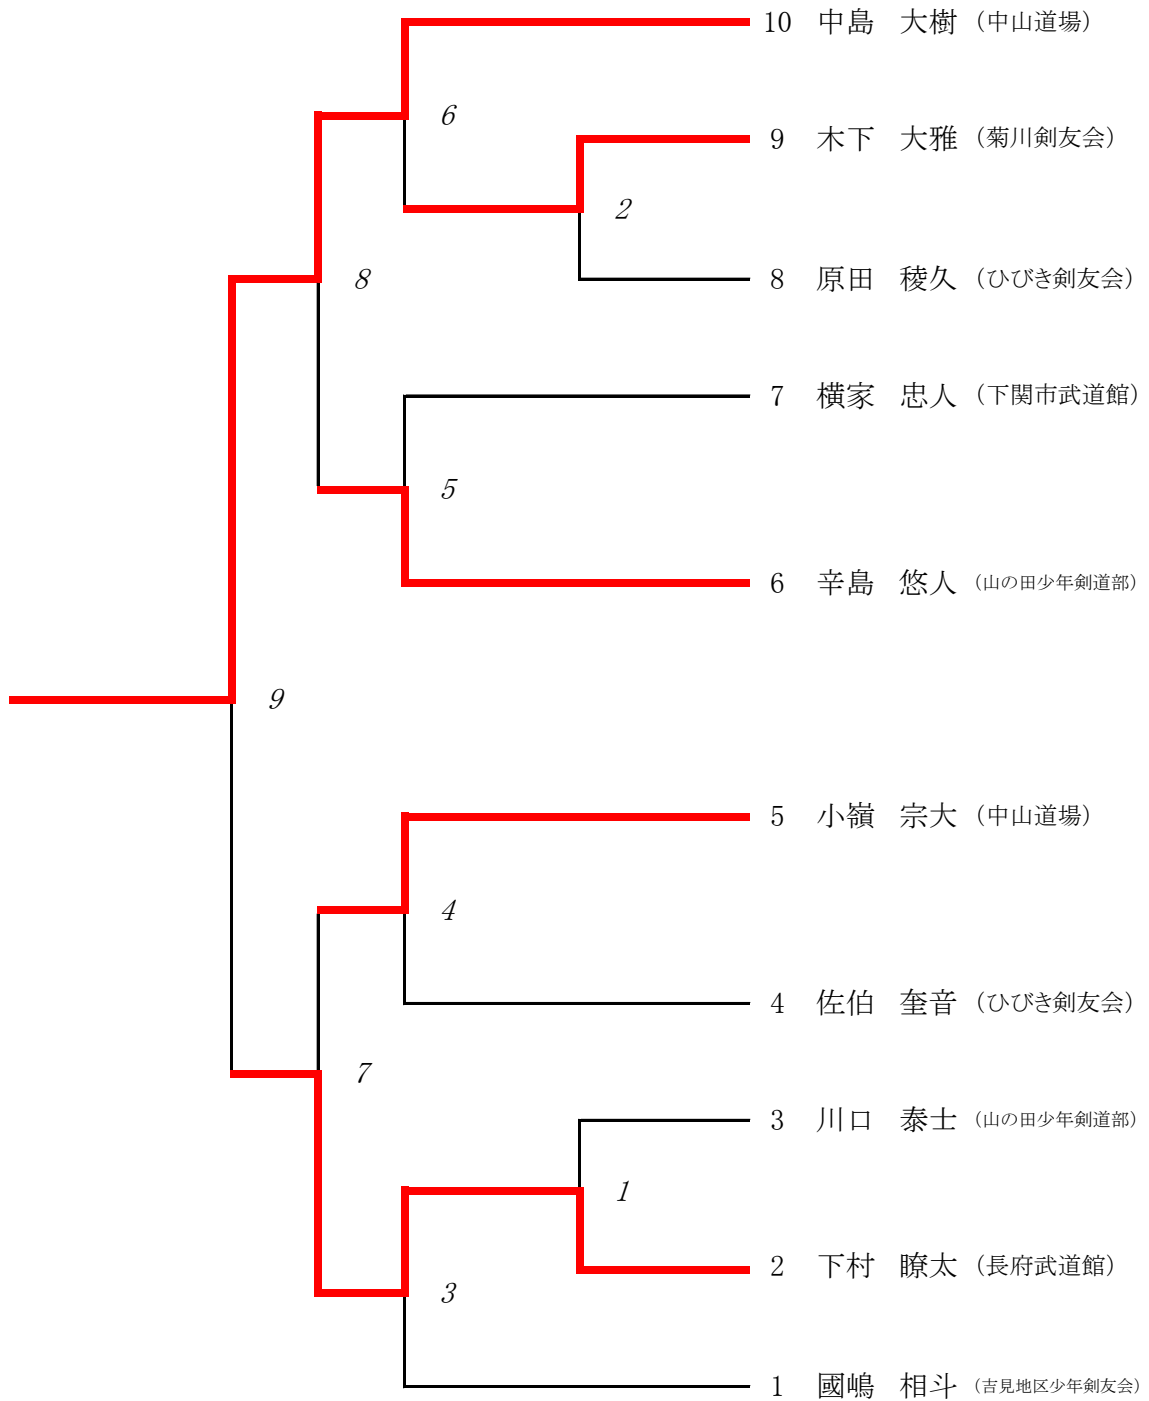 10 中島 大樹 (中山道場)
6
9 木下 大雅 (菊川剣友会)
2
8 原田 稜久 (ひびき剣友会)
8
7 横家 忠人 (下関市武道館)
5
6 辛島 悠人 (山の田少年剣道部)
9
5 小嶺 宗大 (中山道場)
4
4 佐伯 奎音 (ひびき剣友会)
7
3 川口 泰士 (山の田少年剣道部)
1
2 下村 瞭太 (長府武道館)
3
1 國嶋 相斗 (吉見地区少年剣友会)